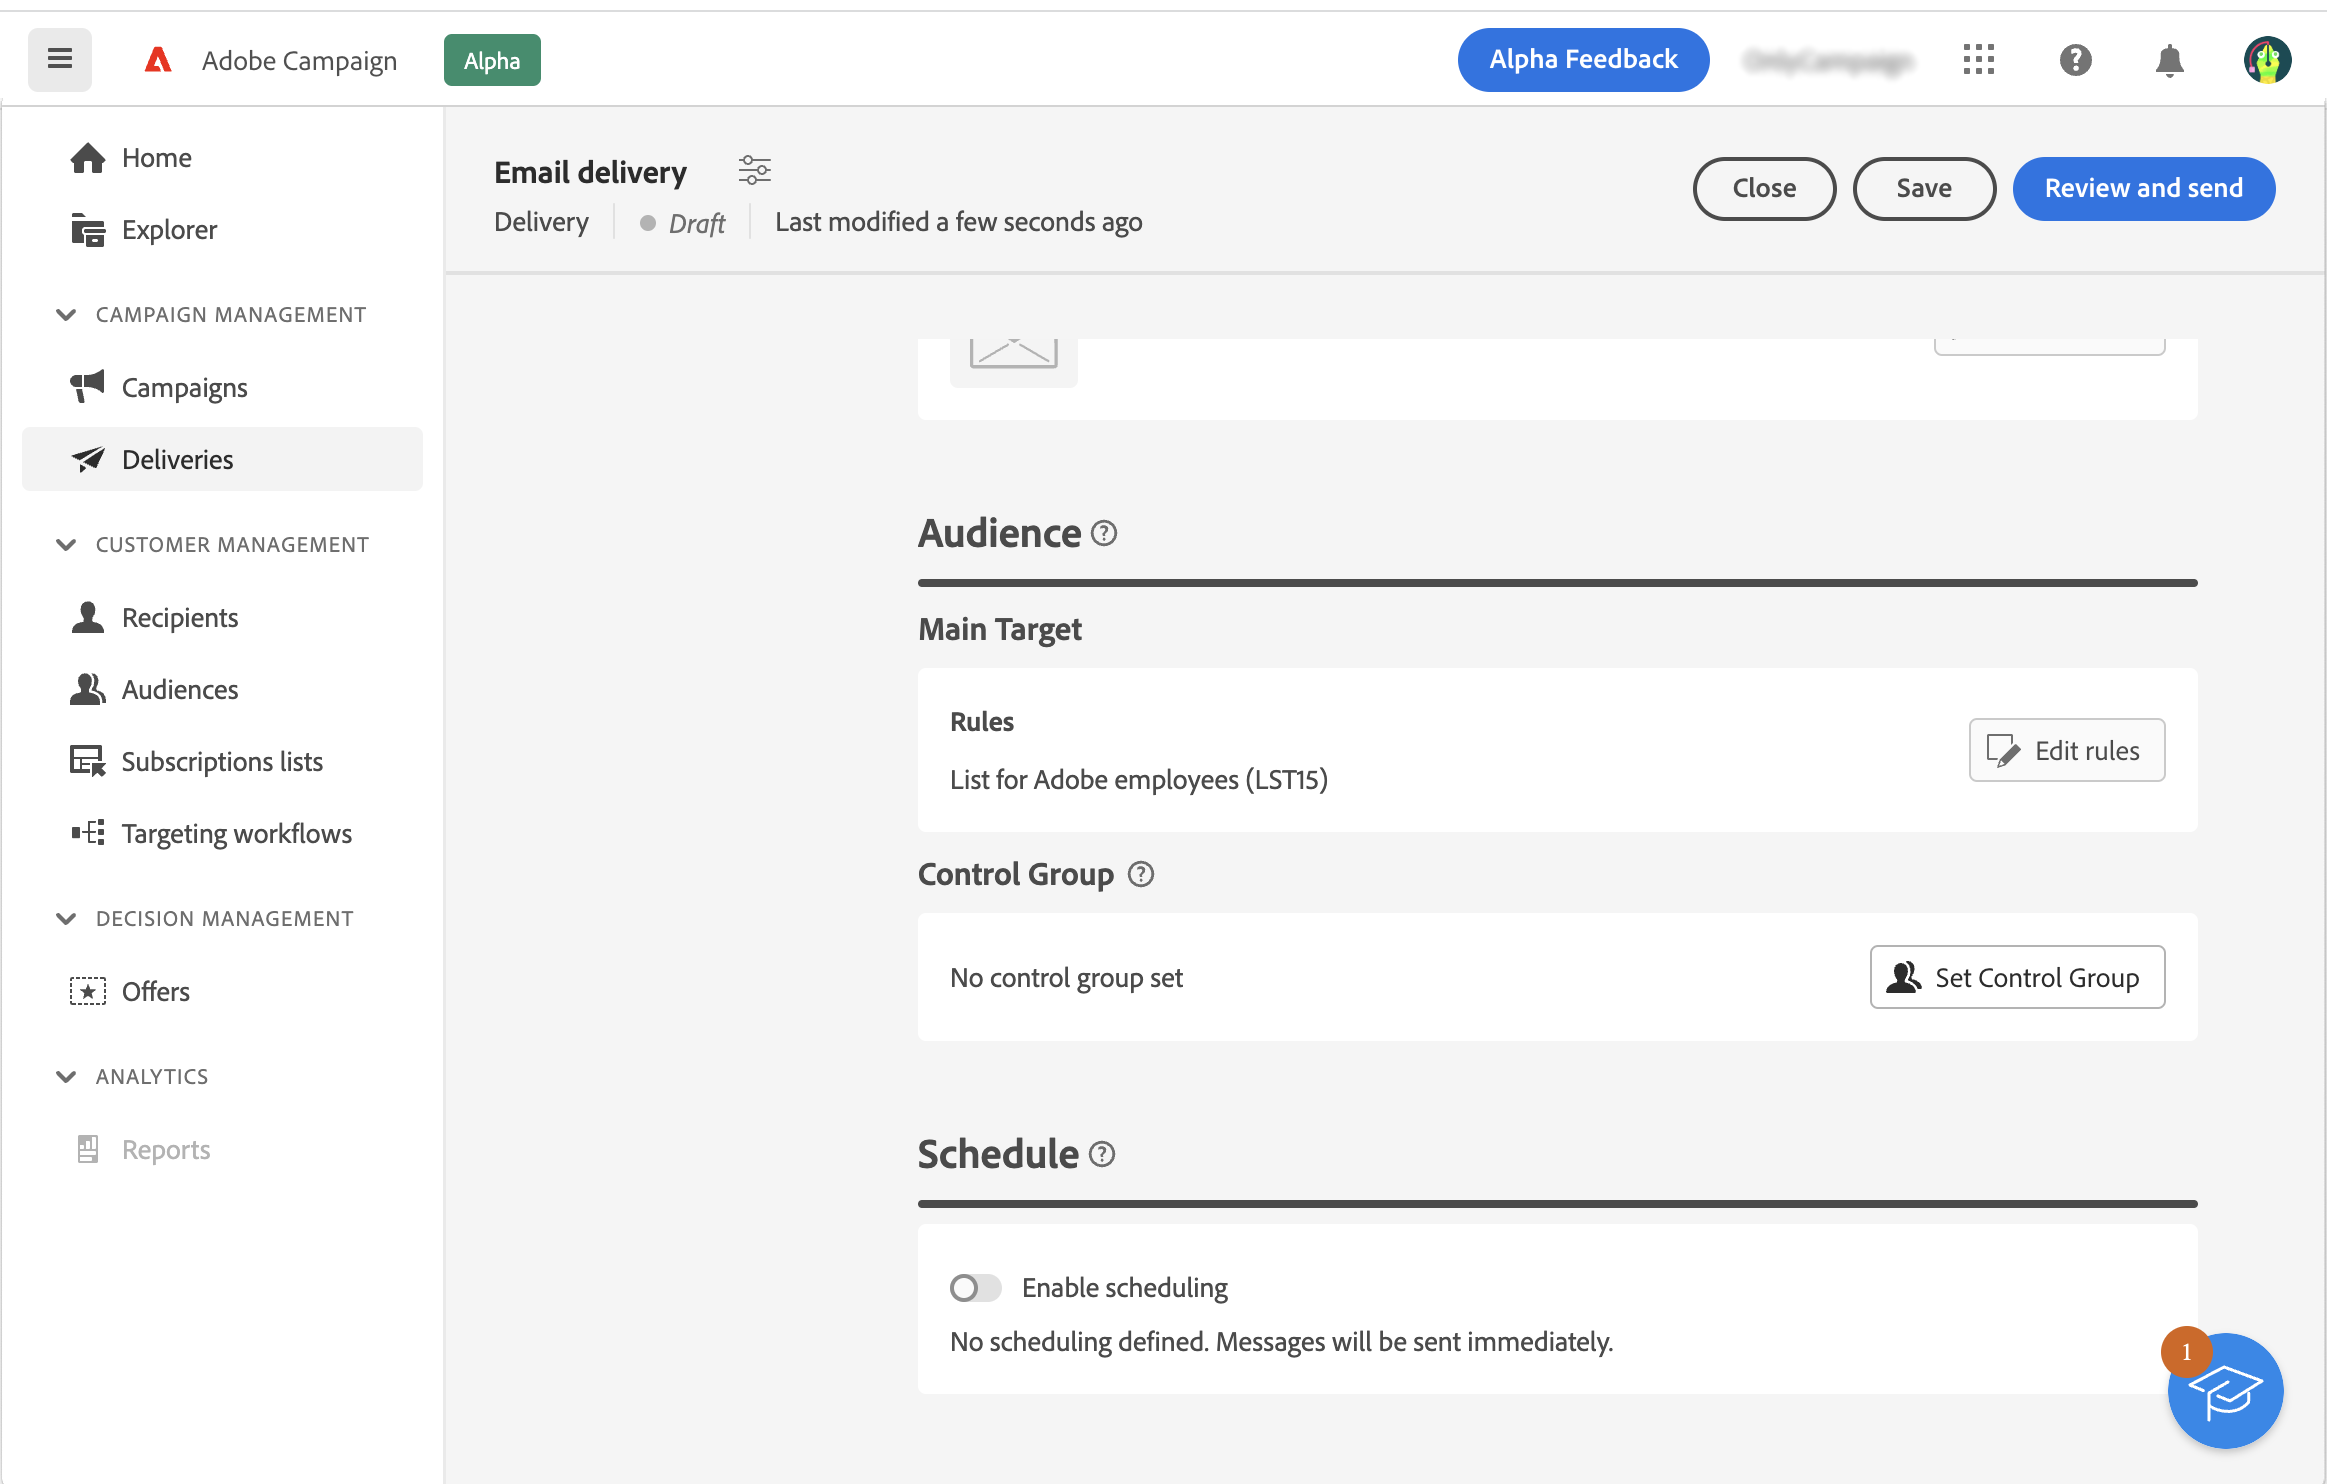 Adobe Campaign
Alpha
Alpha Feedback
Home
Explorer
CAMPAIGN MANAGEMENT
Campaigns
Deliveries
CUSTOMER MANAGEMENT
Recipients
Audiences
Subscriptions lists
Targeting workflows
DECISION MANAGEMENT
Offers
ANALYTICS
Reports
Email delivery
Delivery
Draft
Last modified a few seconds ago
Close
Save
Review and send
Audience
Main Target
Rules
List for Adobe employees (LST15)
Edit rules
Control Group
No control group set
Set Control Group
Schedule
Enable scheduling
No scheduling defined. Messages will be sent immediately.
1